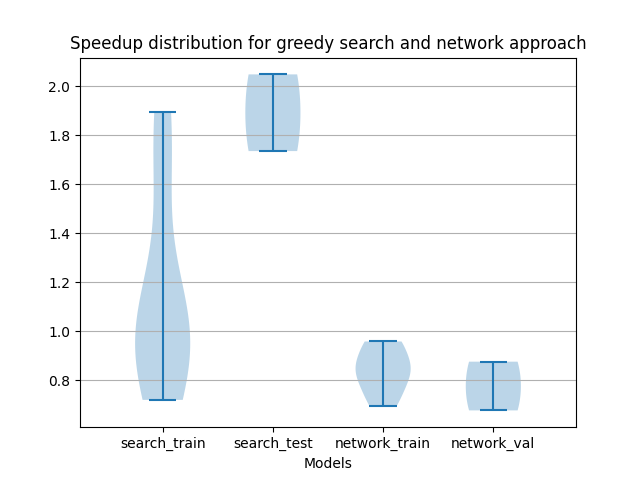 Speedup distribution for greedy search and network approach
2.0
1.8
1.6
1.4
1.2
1.0
0.8
search_train search_test network_train network_val
Models